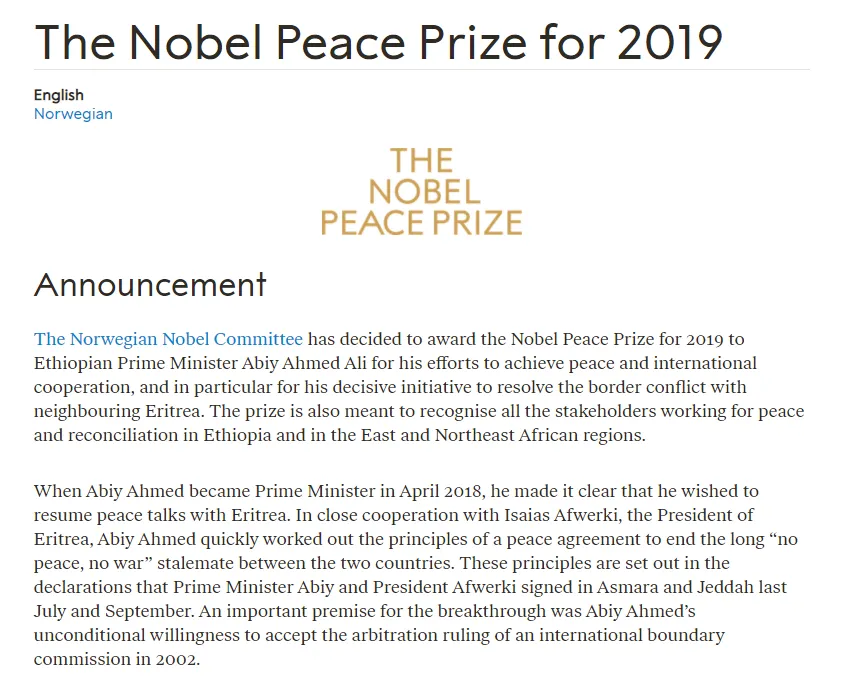 The Nobel Peace Prize for 2019
English
Norwegian
THE
NOBEL
PEACE PRIZE
Announcement
The Norwegian Nobel Committee has decided to award the Nobel Peace Prize for 2019 to
Ethiopian Prime Minister Abiy Ahmed Ali for his efforts to achieve peace and international
cooperation, and in particular for his decisive initiative to resolve the border conflict with
neighbouring Eritrea. The prize is also meant to recognise all the stakeholders working for peace
and reconciliation in Ethiopia and in the East and Northeast African regions.
When Abiy Ahmed became Prime Minister in April 2018, he made it clear that he wished to
resume peace talks with Eritrea. In close cooperation with Isaias Afwerki, the President of
Eritrea, Abiy Ahmed quickly worked out the principles of a peace agreement to end the long “no
peace, no war” stalemate between the two countries. These principles are set out in the
declarations that Prime Minister Abiy and President Afwerki signed in Asmara and Jeddah last
July and September. An important premise for the breakthrough was Abiy Ahmed’s
unconditional willingness to accept the arbitration ruling of an international boundary
commission in 2002.